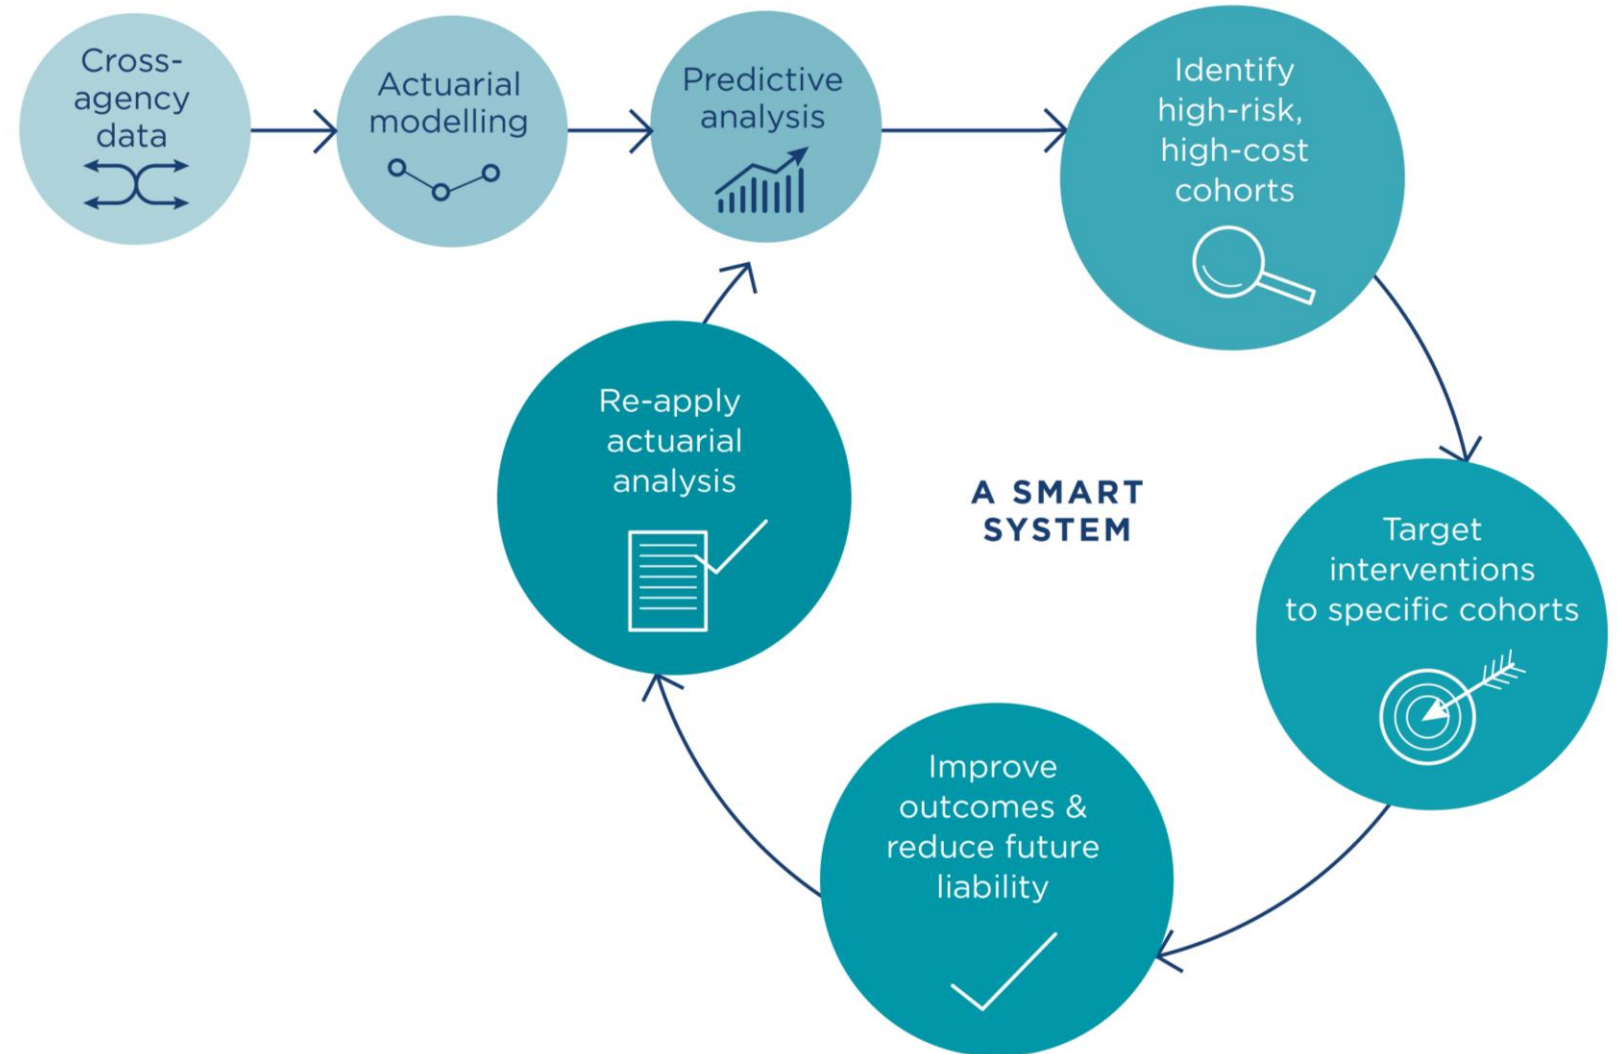 Cross-
agency
data
Actuarial
modelling
Predictive
analysis
Identify
high-risk,
high-cost
cohorts
Target
interventions
to specific cohorts
Improve
outcomes &
reduce future
liability
Re-apply
actuarial
analysis
A SMART
SYSTEM